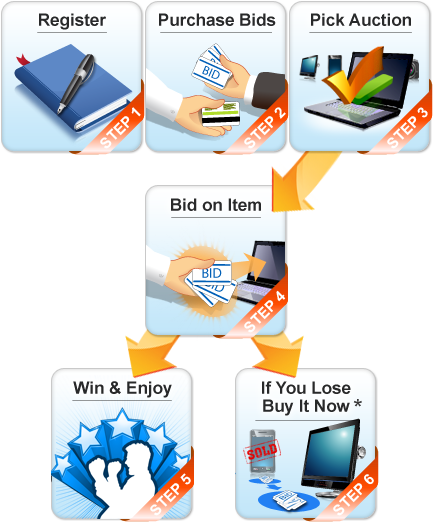 Register
Purchase Bids
Pick Auction
BID
STEP 1
STEP 2
STEP 3
Bid on Item
BID
STEP 4
Win & Enjoy
If You Lose
Buy It Now *
SOLD
BID
STEP 5
STEP 6